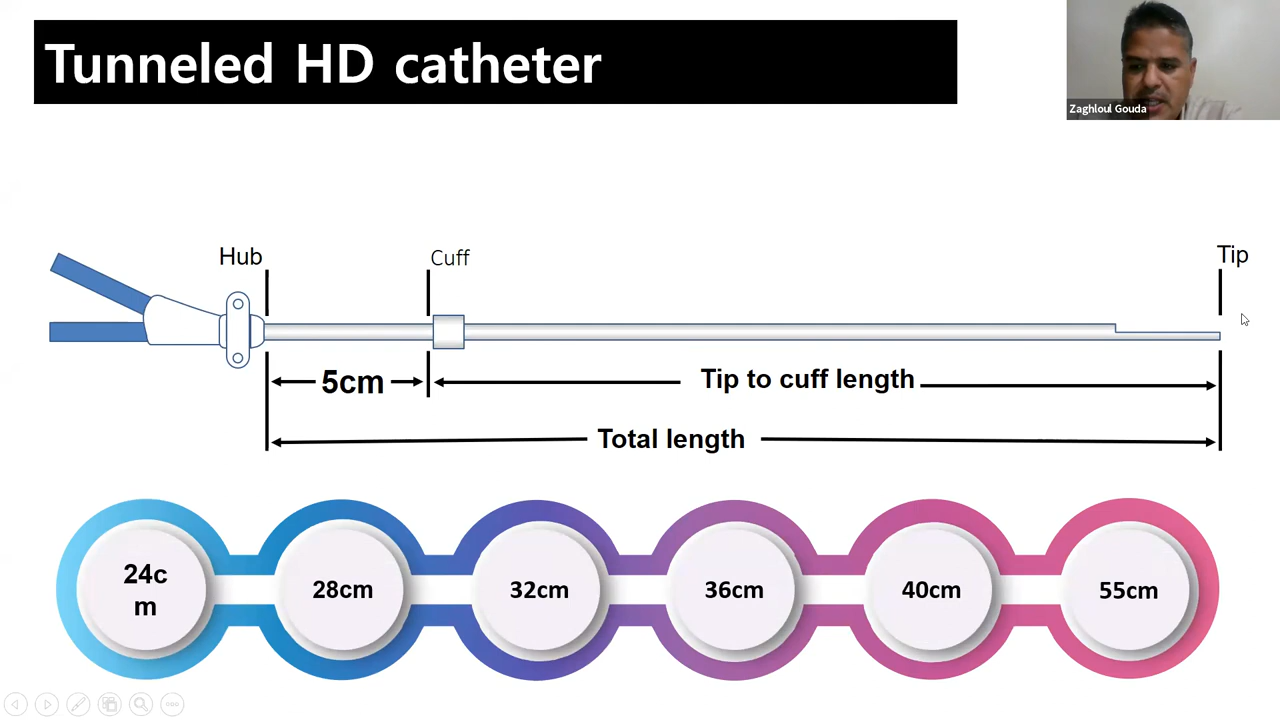 Tunneled HD catheter
Zaghloul Gouda
Hub
Cuff
Tip
5cm
Tip to cuff length
Total length
24c
m
28cm
32cm
36cm
40cm
55cm